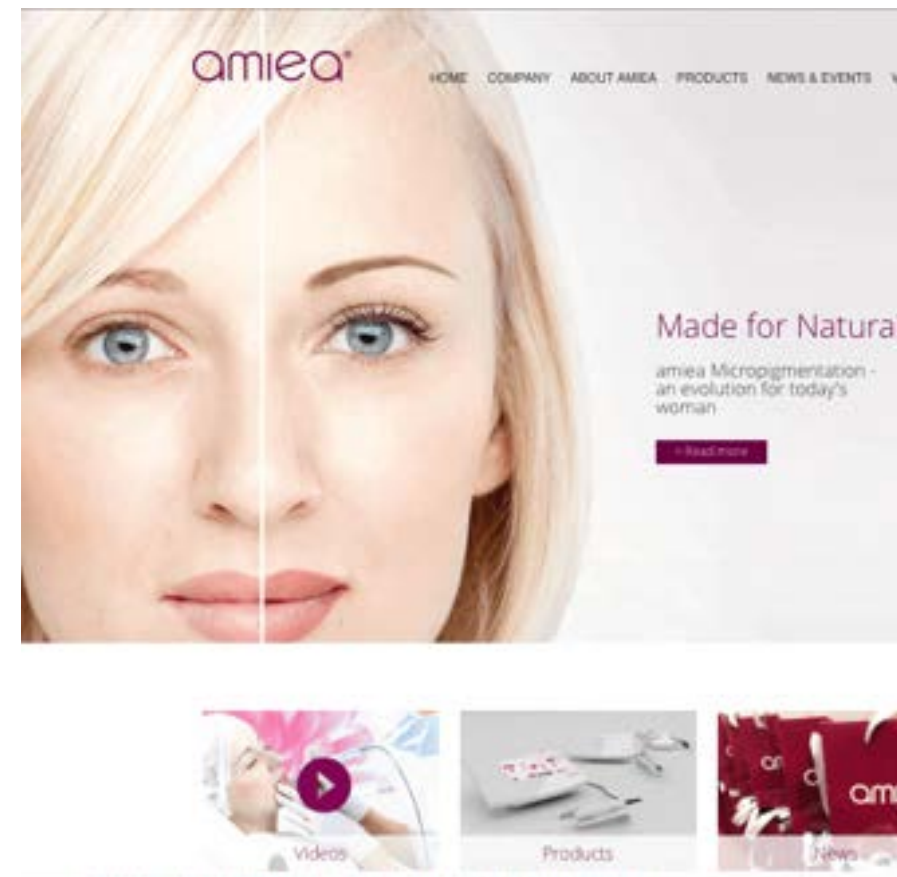 amiea®
HOME COMPANY ABOUT AMIEA PRODUCTS NEWS & EVENTS
Made for Natural
amiea Micropigmentation -
an evolution for today's
woman
> Read more
Videos
Products
News